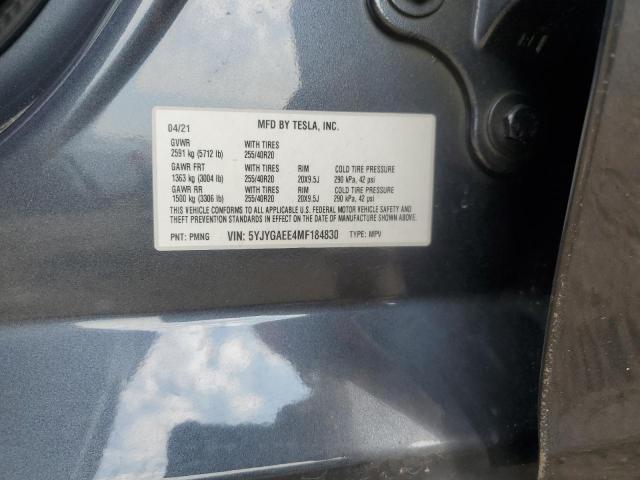 04/21 MFD BY TESLA, INC.
GVWR WITH TIRES
2591 kg (5712 lb) 255/40R20
GAWR FRT WITH TIRES RIM COLD TIRE PRESSURE
1363 kg (3004 lb) 255/40R20 20X9.5J 290 kPa, 42 psi
GAWR RR WITH TIRES RIM COLD TIRE PRESSURE
1500 kg (3306 lb) 255/40R20 20X9.5J 290 kPa, 42 psi
THIS VEHICLE CONFORMS TO ALL APPLICABLE U.S. FEDERAL MOTOR VEHICLE SAFETY AND
THEFT PREVENTION STANDARDS IN EFFECT ON THE DATE OF MANUFACTURE SHOWN ABOVE.
PNT: PMNG VIN: 5YJYGAEE4MF184830 TYPE: MPV